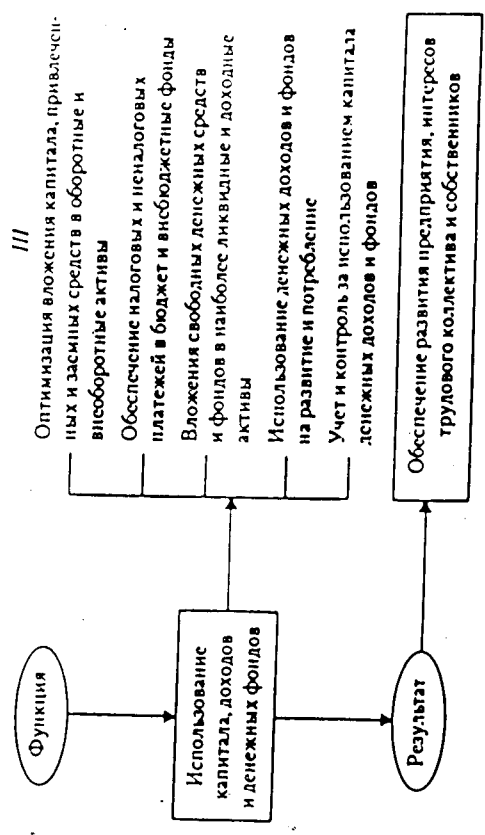 III
Функция
Использование
капитала, доходов
и денежных фондов
Оптимизация вложения капитала, привлечен-
ных и заемных средств в оборотные и
внеоборотные активы
Обеспечение налоговых и неналоговых
платежей в бюджет и внебюджетные фонды
Вложения свободных денежных средств
и фондов в наиболее ликвидные и доходные
активы
Использование денежных доходов и фондов
на развитие и потребление
Учет и контроль за использованием капитала
денежных доходов и фондов
Результат
Обеспечение развития предприятия, интересов
трудового коллектива и собственников